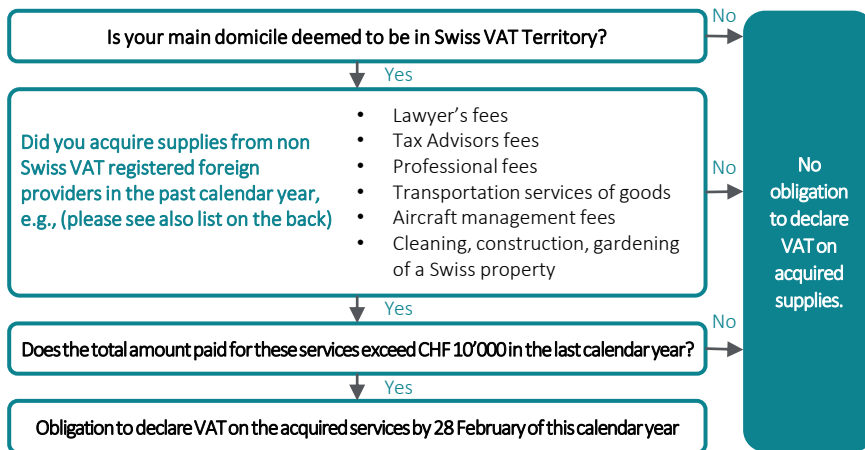 Is your main domicile deemed to be in Swiss VAT Territory?
No
Yes
Did you acquire supplies from non
Swiss VAT registered foreign
providers in the past calendar year,
e.g., (please see also list on the back)
• Lawyer's fees
• Tax Advisors fees
• Professional fees
• Transportation services of goods
• Aircraft management fees
• Cleaning, construction, gardening
of a Swiss property
No
Yes
Does the total amount paid for these services exceed CHF 10'000 in the last calendar year?
No
Yes
Obligation to declare VAT on the acquired services by 28 February of this calendar year
No
obligation
to declare
VAT on
acquired
supplies.